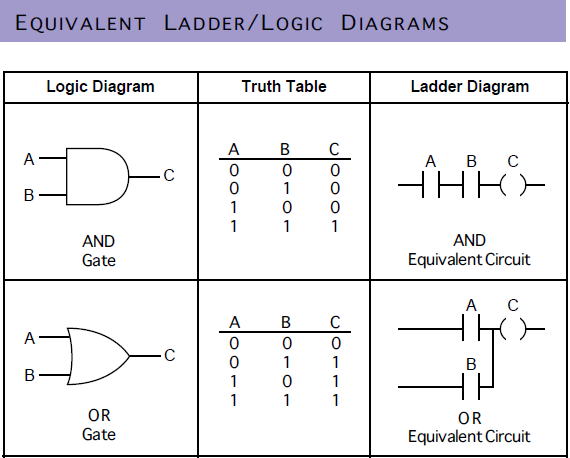 EQUIVALENT LADDER/LOGIC DIAGRAMS
Logic Diagram Truth Table Ladder Diagram
A
B
C
AND
Gate
A B C
0 0 0
0 1 0
1 0 0
1 1 1
A B C
AND
Equivalent Circuit
A
B
C
OR
Gate
A B C
0 0 0
0 1 1
1 0 1
1 1 1
A C
B
OR
Equivalent Circuit